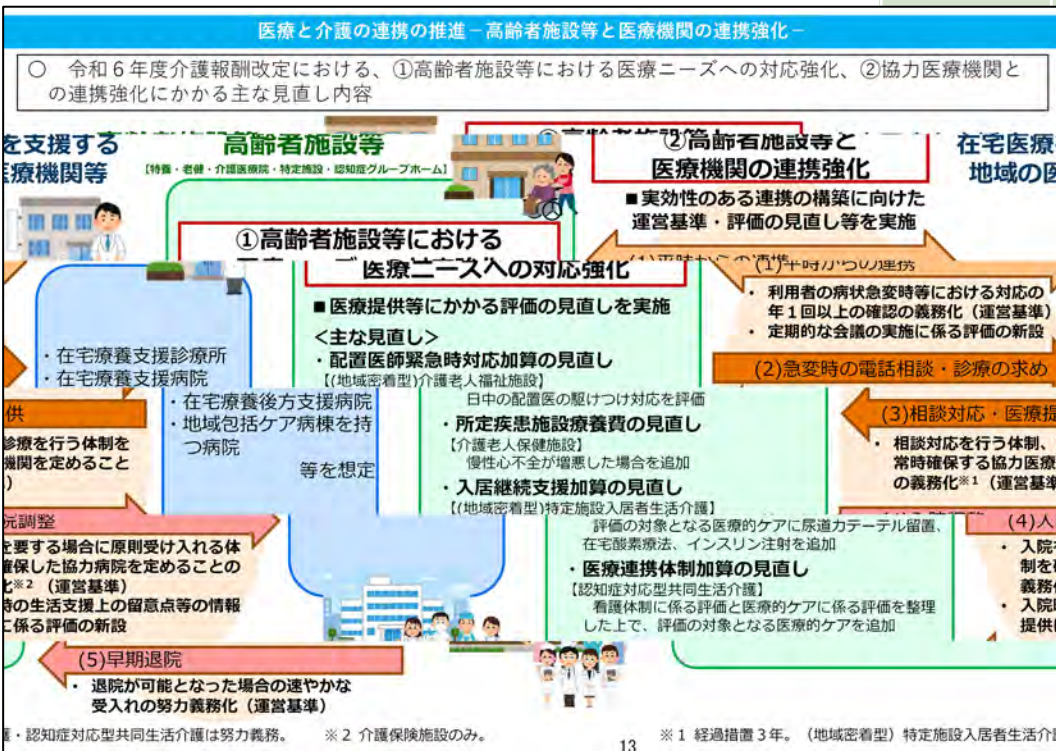 医療と介護の連携の推進－高齢者施設等と医療機関の連携強化－
○　令和６年度介護報酬改定における、①高齢者施設等における医療ニーズへの対応強化、②協力医療機関と
の連携強化にかかる主な見直し内容
を支援する
医療機関等
高齢者施設等
【特養・老健・介護医療院・特定施設・認知症グループホーム】
②高齢者施設等と
医療機関の連携強化
■実効性のある連携の構築に向けた
運営基準・評価の見直し等を実施
在宅医療
地域の医
①高齢者施設等における
医療ニーズへの対応強化
■医療提供等にかかる評価の見直しを実施
<主な見直し>
・配置医師緊急時対応加算の見直し
【(地域密着型)介護老人福祉施設】
日中の配置医の駆けつけ対応を評価
・所定疾患施設療養費の見直し
【介護老人保健施設】
慢性心不全が増悪した場合を追加
・入居継続支援加算の見直し
【(地域密着型)特定施設入居者生活介護】
評価の対象となる医療的ケアに尿道カテーテル留置、
在宅酸素療法、インスリン注射を追加
・医療連携体制加算の見直し
【認知症対応型共同生活介護】
看護体制に係る評価と医療的ケアに係る評価を整理
した上で、評価の対象となる医療的ケアを追加
・在宅療養支援診療所
・在宅療養支援病院
・在宅療養後方支援病院
・地域包括ケア病棟を持
つ病院
等を想定
(1)平時からの連携
・ 利用者の病状急変時等における対応の
年１回以上の確認の義務化（運営基準）
・ 定期的な会議の実施に係る評価の新設
(2)急変時の電話相談・診療の求め
(3)相談対応・医療提
・ 相談対応を行う体制、
常時確保する協力医療
の義務化※1（運営基準
(4)入
・ 入院
制を
義務
・ 入院
提供
供
診療を行う体制を
機関を定めること
）
院調整
を要する場合に原則受け入れる体
確保した協力病院を定めることの
化※2 （運営基準）
時の生活支援上の留意点等の情報
に係る評価の新設
(5)早期退院
・ 退院が可能となった場合の速やかな
受入れの努力義務化（運営基準）
・認知症対応型共同生活介護は努力義務。　※２ 介護保険施設のみ。
13
※１ 経過措置３年。（地域密着型）特定施設入居者生活介